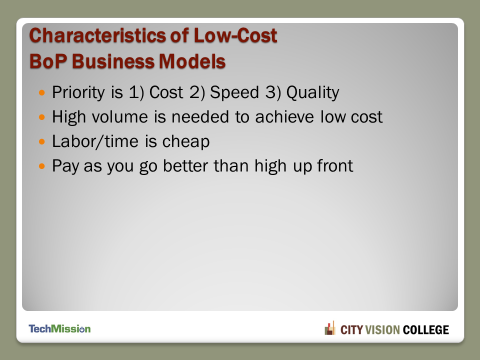 Characteristics of Low-Cost
BoP Business Models
• Priority is 1) Cost 2) Speed 3) Quality
• High volume is needed to achieve low cost
• Labor/time is cheap
• Pay as you go better than high up front
TechMission
CITY VISION COLLEGE